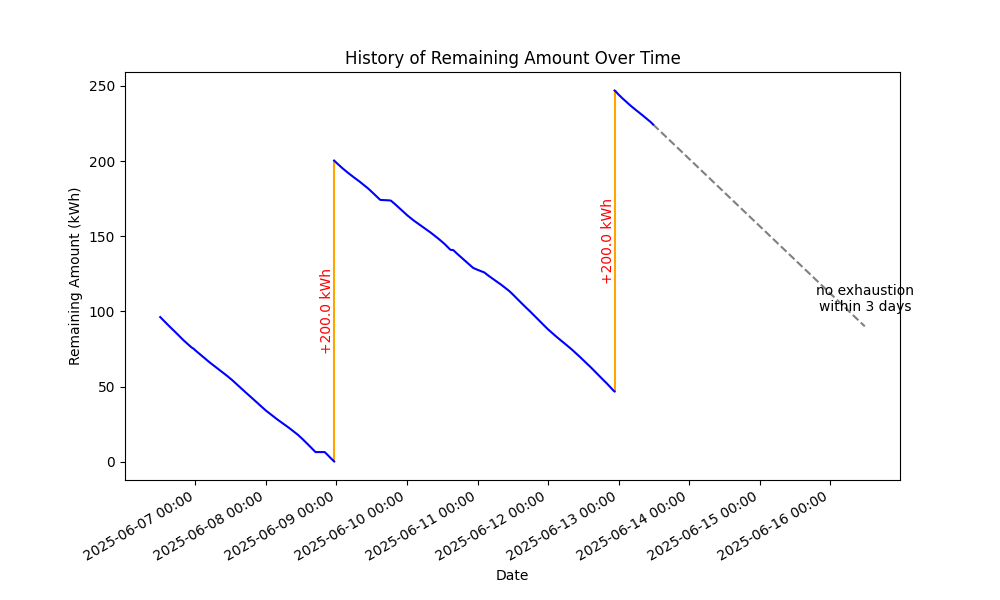 History of Remaining Amount Over Time
Remaining Amount (kWh)
250
200
150
100
50
0
+200.0 kWh
+200.0 kWh
no exhaustion
within 3 days
2025-06-07 00:00
2025-06-08 00:00
2025-06-09 00:00
2025-06-10 00:00
2025-06-11 00:00
2025-06-12 00:00
2025-06-13 00:00
2025-06-14 00:00
2025-06-15 00:00
2025-06-16 00:00
Date